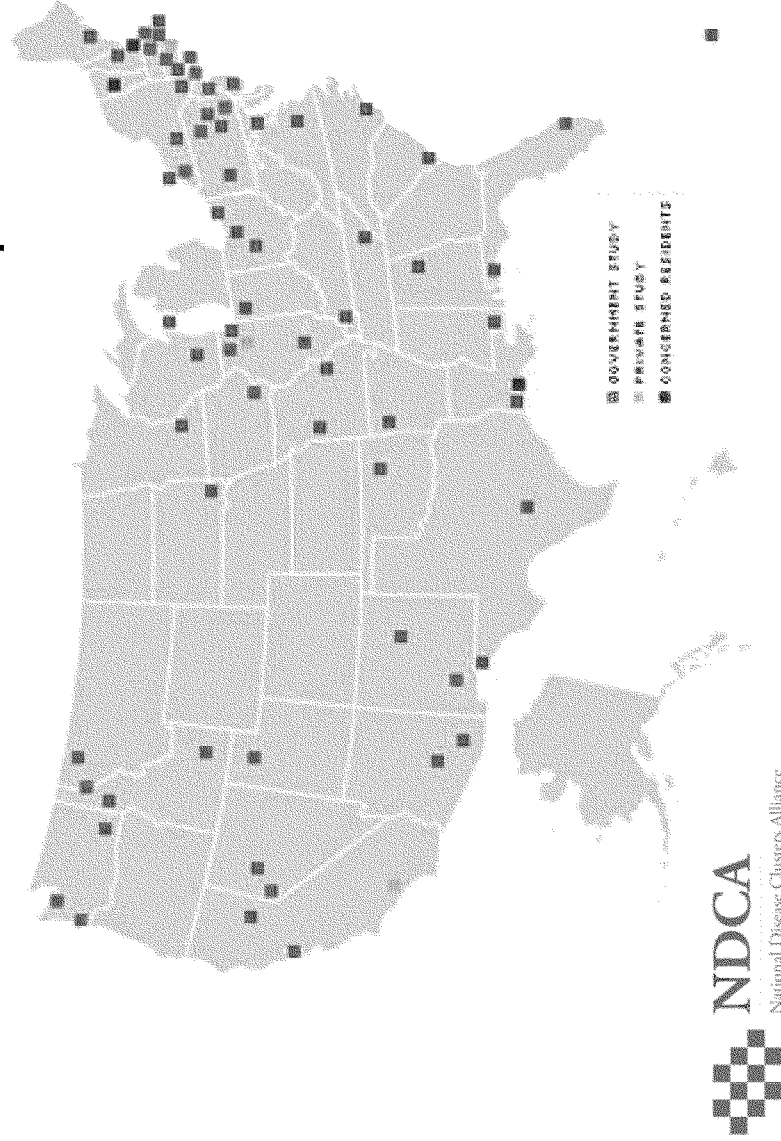 GOVERNMENT STUDY
PRIVATE STUDY
CONCERNED RESIDENTS
NDCA
National Disease Clusters Alliance